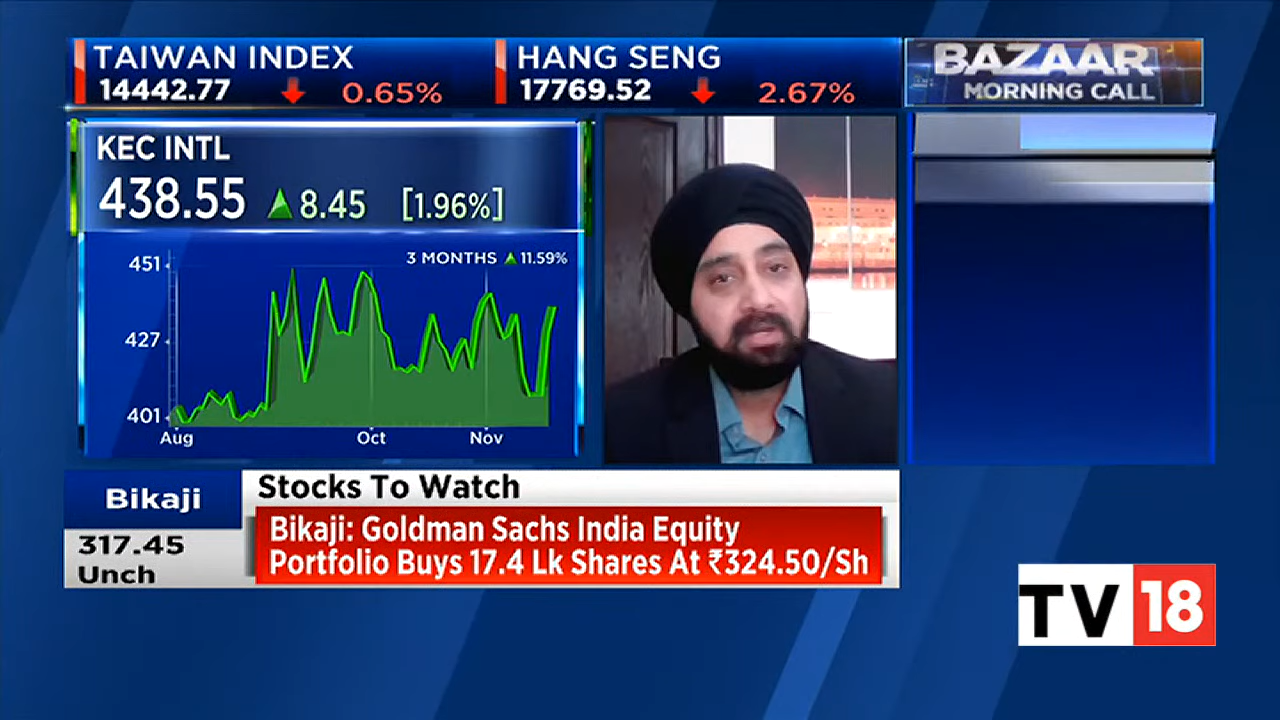 TAIWAN INDEX
14442.77 0.65%
HANG SENG
17769.52 2.67%
BAZAAR
MORNING CALL
KEC INTL
438.55 8.45 [1.96%]
3 MONTHS 11.59%
451
427
401
Aug Oct Nov
Bikaji
317.45
Unch
Stocks To Watch
Bikaji: Goldman Sachs India Equity
Portfolio Buys 17.4 Lk Shares At ₹324.50/Sh
TV18